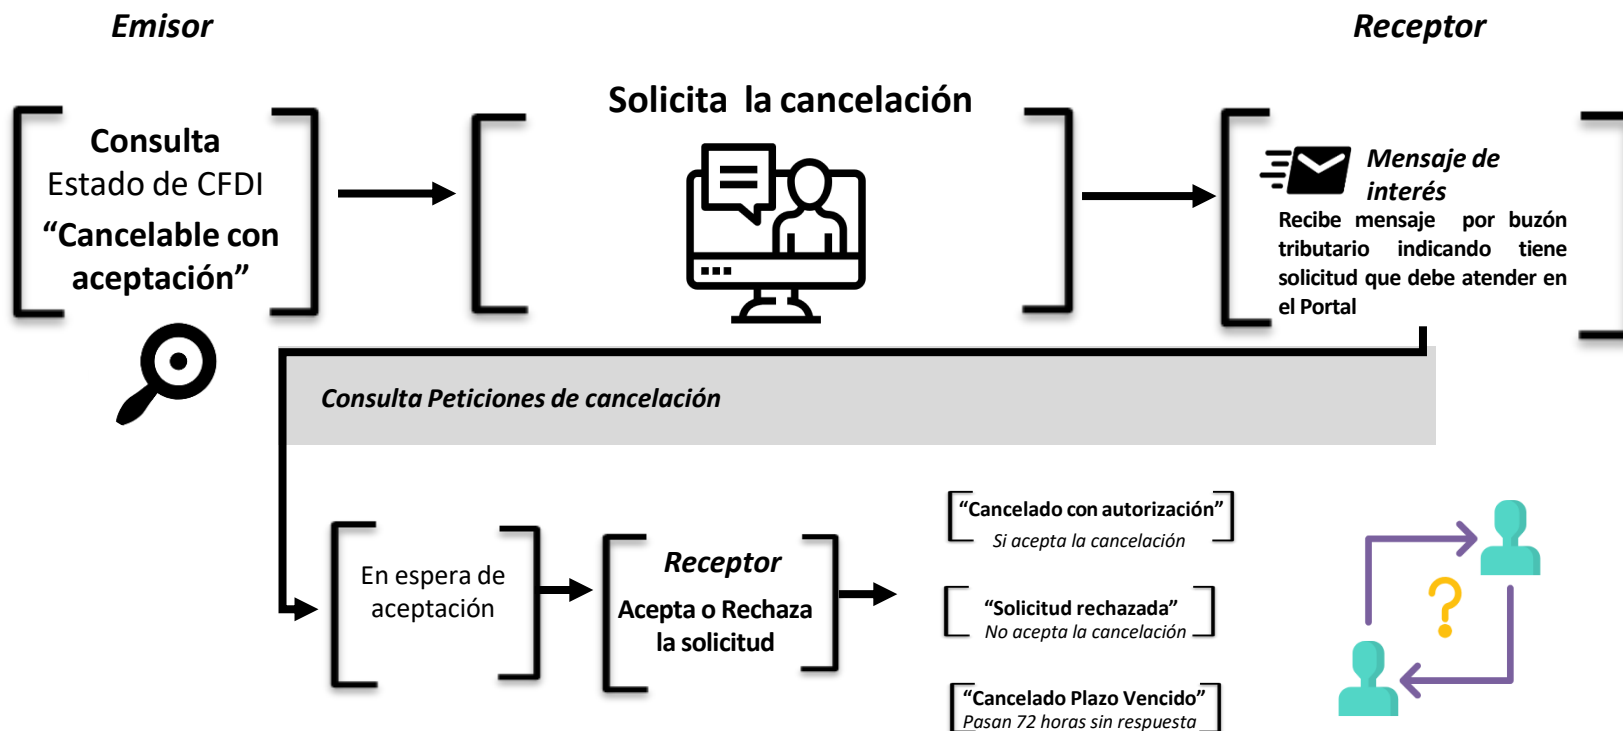 Emisor
Receptor
Consulta
Estado de CFDI
“Cancelable con
aceptación”
Solicita la cancelación
Mensaje de
interés
Recibe mensaje por buzón
tributario indicando tiene
solicitud que debe atender en
el Portal
Consulta Peticiones de cancelación
En espera de
aceptación
Receptor
Acepta o Rechaza
la solicitud
“Cancelado con autorización”
Si acepta la cancelación
“Solicitud rechazada”
No acepta la cancelación
“Cancelado Plazo Vencido”
Pasan 72 horas sin respuesta
?